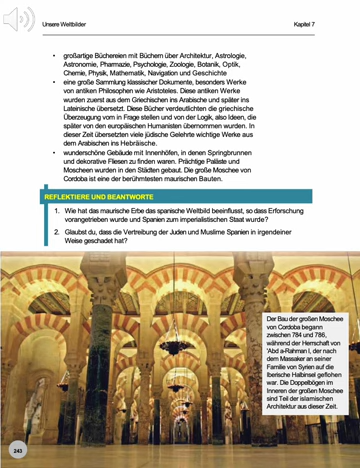 Unsere Weltbilder
Kapitel 7
• großartige Büchereien mit Büchern über Architektur, Astrologie,
Astronomie, Pharmazie, Psychologie, Zoologie, Botanik, Optik,
Chemie, Physik, Mathematik, Navigation und Geschichte
• eine große Sammlung klassischer Dokumente, besonders Werke
von antiken Philosophen wie Aristoteles. Diese antiken Werke
wurden zuerst aus dem Griechischen ins Arabische und später ins
Lateinische übersetzt. Diese Bücher verdeutlichten die griechische
Überzeugung vom in Frage stellen und von der Logik, also Ideen, die
später von den europäischen Humanisten übernommen wurden. In
dieser Zeit übersetzten viele jüdische Gelehrte wichtige Werke aus
dem Arabischen ins Hebräische.
• wunderschöne Gebäude mit Innenhöfen, in denen Springbrunnen
und dekorative Fliesen zu finden waren. Prächtige Paläste und
Moscheen wurden in den Städten gebaut. Die große Moschee von
Cordoba ist eine der berühmtesten maurischen Bauten.
REFLEKTIERE UND BEANTWORTE
1. Wie hat das maurische Erbe das spanische Weltbild beeinflusst, so dass Erforschung
vorangetrieben wurde und Spanien zum imperialistischen Staat wurde?
2. Glaubst du, dass die Vertreibung der Juden und Muslime Spanien in irgendeiner
Weise geschadet hat?
Der Bau der großen Moschee
von Cordoba begann
zwischen 784 und 786,
während der Herrschaft von
'Abd a-Rahman I, der nach
dem Massaker an seiner
Familie von Syrien auf die
Iberische Halbinsel geflohen
war. Die Doppelbögen im
Inneren der großen Moschee
sind Teil der islamischen
Architektur aus dieser Zeit.
243